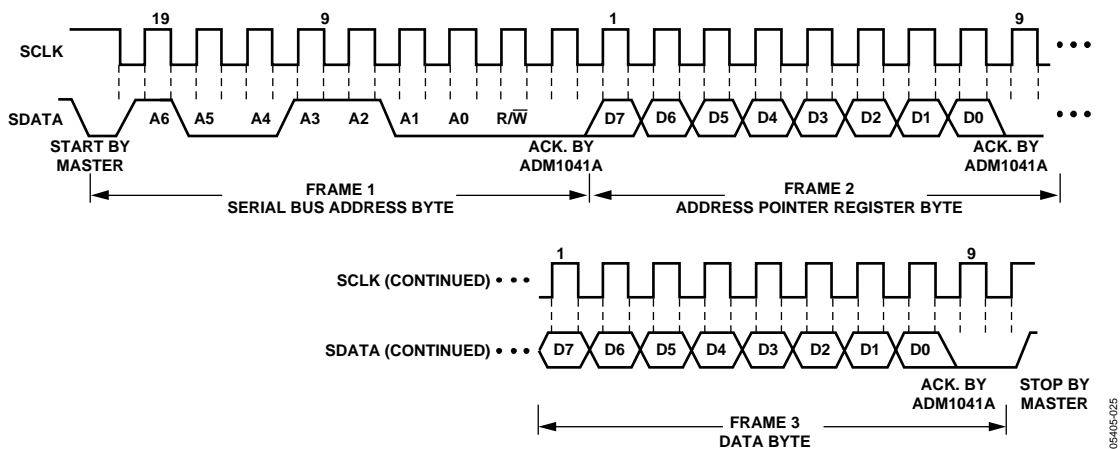 19 9 1 9
SCLK
SDATA A6 A5 A4 A3 A2 A1 A0 R/W̅ D7 D6 D5 D4 D3 D2 D1 D0
START BY MASTER
ACK. BY ADM1041A
ACK. BY ADM1041A
FRAME 1
SERIAL BUS ADDRESS BYTE
FRAME 2
ADDRESS POINTER REGISTER BYTE
1 9
SCLK (CONTINUED)
SDATA (CONTINUED) D7 D6 D5 D4 D3 D2 D1 D0
ACK. BY ADM1041A
STOP BY MASTER
FRAME 3
DATA BYTE
05405-025